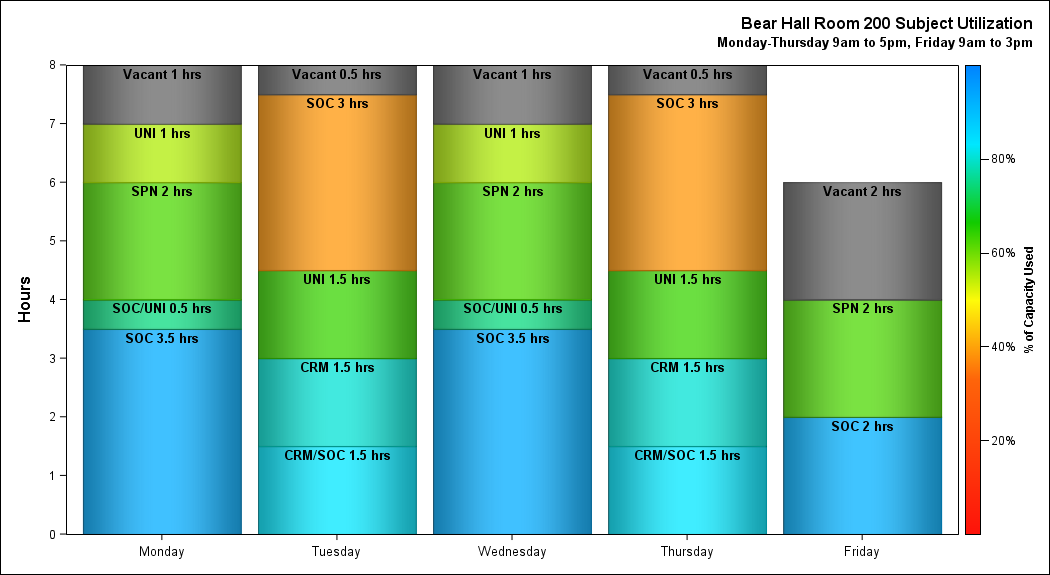 Bear Hall Room 200 Subject Utilization
Monday-Thursday 9am to 5pm, Friday 9am to 3pm
Hours
8
7
6
5
4
3
2
1
0
Vacant 1 hrs
UNI 1 hrs
SPN 2 hrs
SOC/UNI 0.5 hrs
SOC 3.5 hrs
Vacant 0.5 hrs
SOC 3 hrs
UNI 1.5 hrs
CRM 1.5 hrs
CRM/SOC 1.5 hrs
Vacant 1 hrs
UNI 1 hrs
SPN 2 hrs
SOC/UNI 0.5 hrs
SOC 3.5 hrs
Vacant 0.5 hrs
SOC 3 hrs
UNI 1.5 hrs
CRM 1.5 hrs
CRM/SOC 1.5 hrs
Vacant 2 hrs
SPN 2 hrs
SOC 2 hrs
Monday
Tuesday
Wednesday
Thursday
Friday
80%
60%
40%
20%
% of Capacity Used